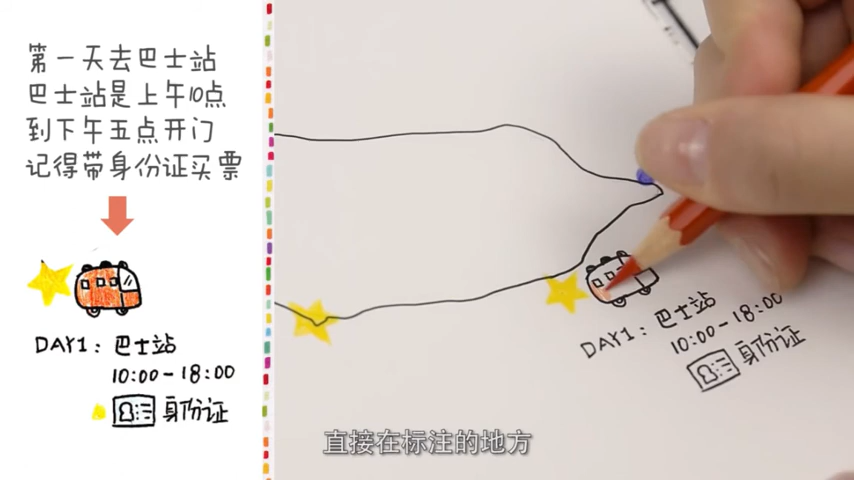 第一天去巴士站
巴士站是上午10点
到下午五点开门
记得带身份证买票
DAY1：巴士站
10:00-18:00
身份证
DAY1：巴士站
10:00-18:00
身份证
直接在标注的地方